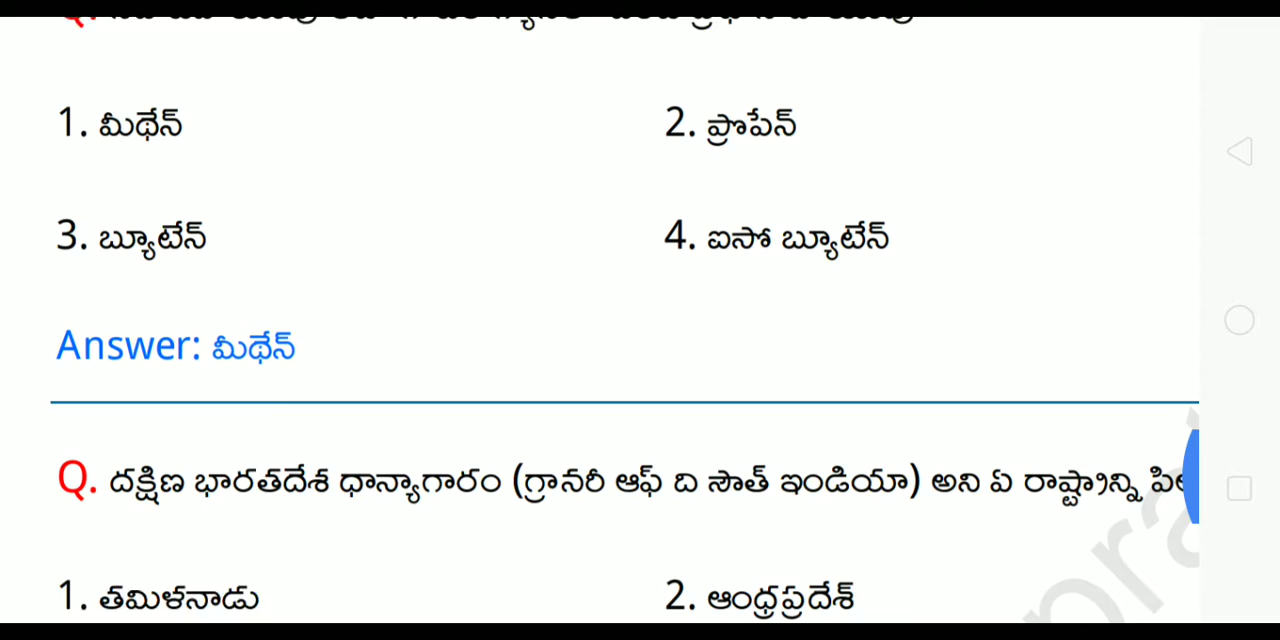 Q.
1. మీథేన్ 2. ప్రొపేన్
3. బ్యూటేన్ 4. ఐసో బ్యూటేన్
Answer: మీథేన్
Q. దక్షిణ భారతదేశ ధాన్యాగారం (గ్రానరీ ఆఫ్ ది సౌత్ ఇండియా) అని ఏ రాష్ట్రాన్ని
1. తమిళనాడు 2. ఆంధ్రప్రదేశ్